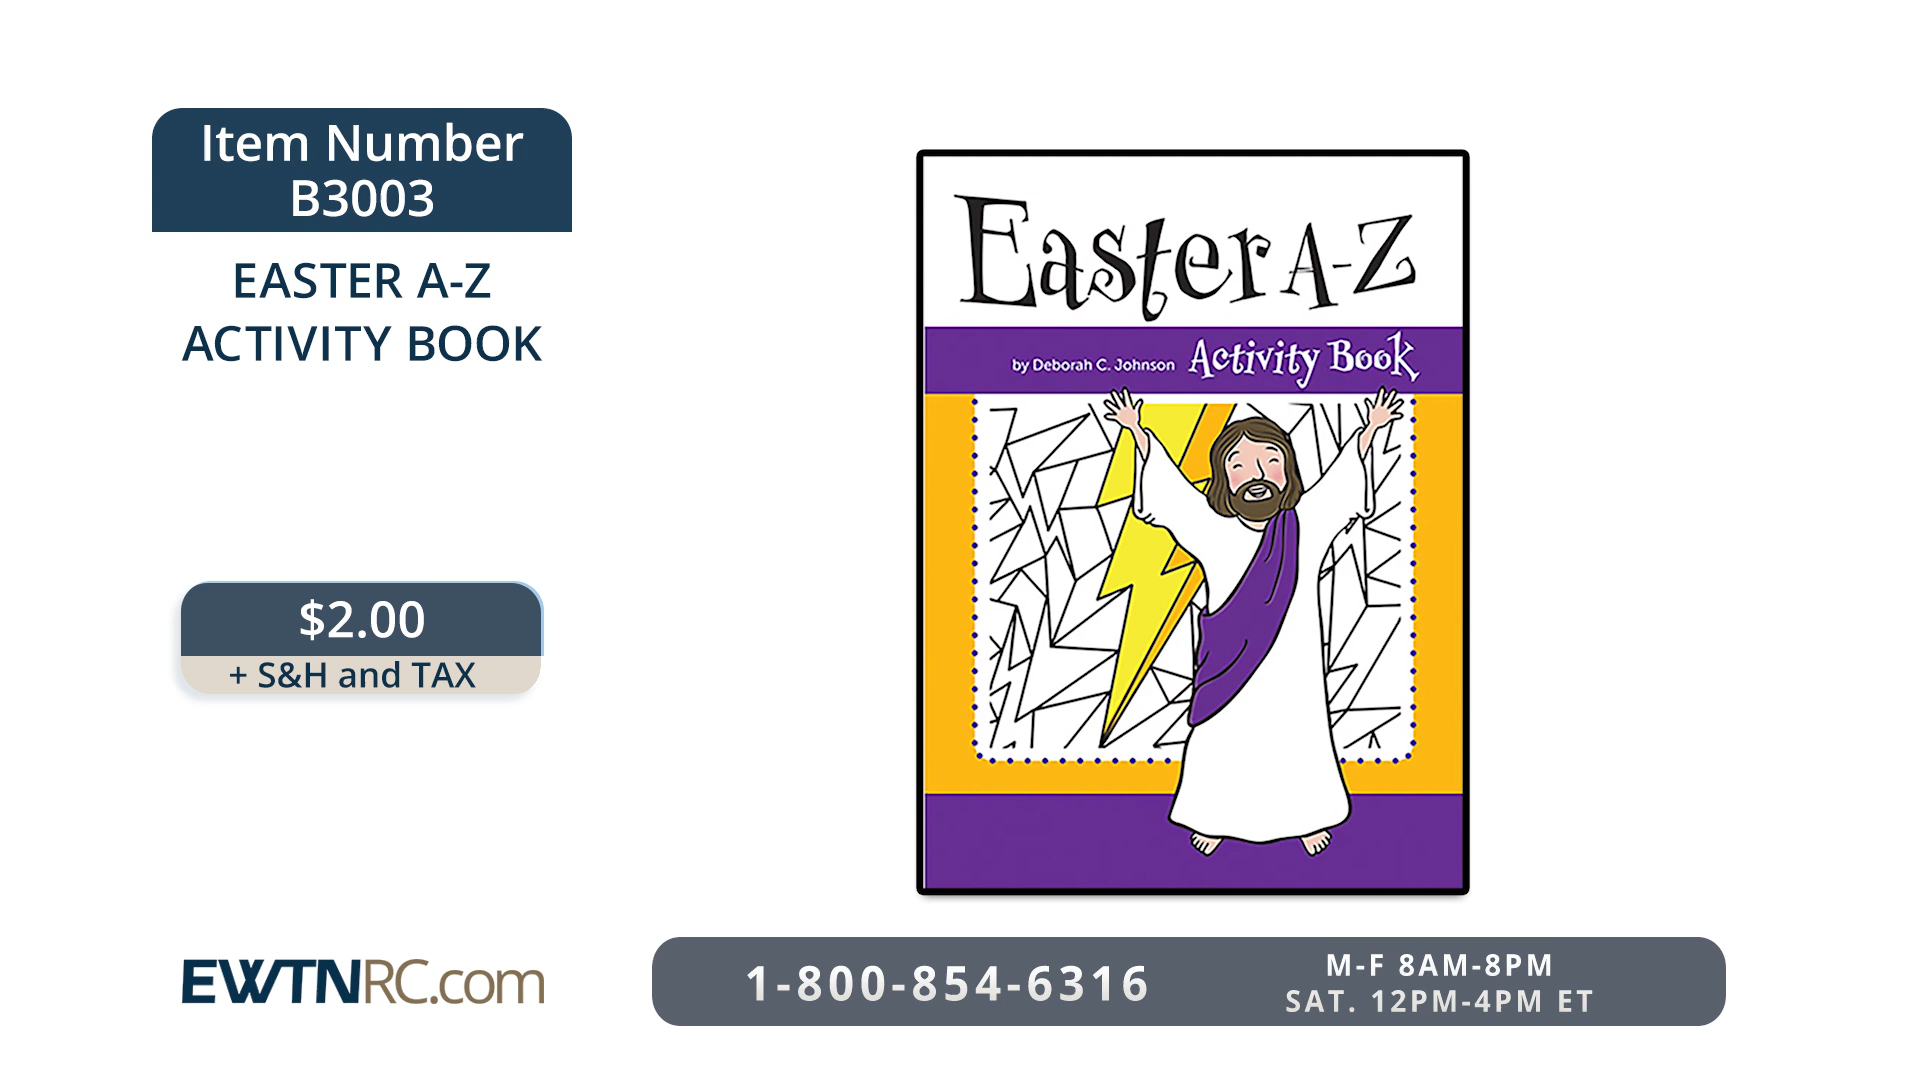 Item Number
B3003
EASTER A-Z
ACTIVITY BOOK
$2.00
+ S&H and TAX
EWTNRC.com
Easter A-Z
by Deborah C. Johnson Activity Book
1-800-854-6316
M-F 8AM-8PM
SAT. 12PM-4PM ET